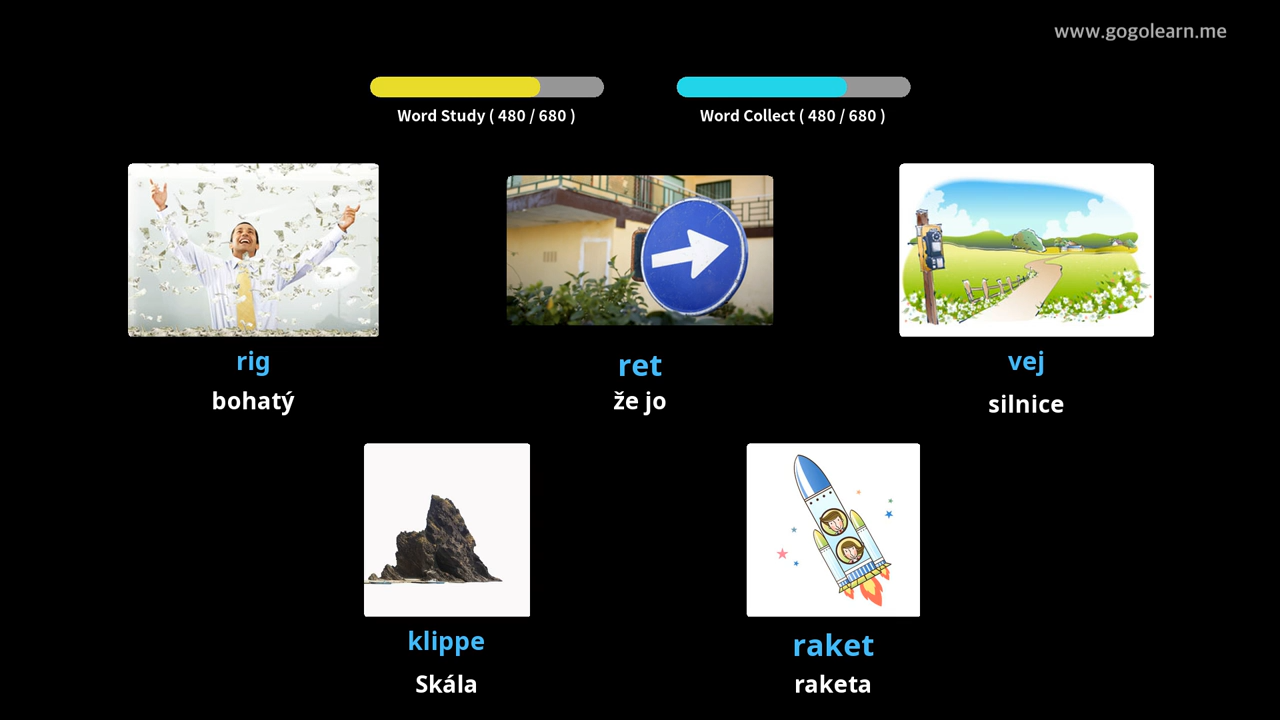 www.gogolearn.me
Word Study ( 480 / 680 )
Word Collect ( 480 / 680 )
rig
bohatý
ret
že jo
vej
silnice
klippe
Skála
raket
raketa